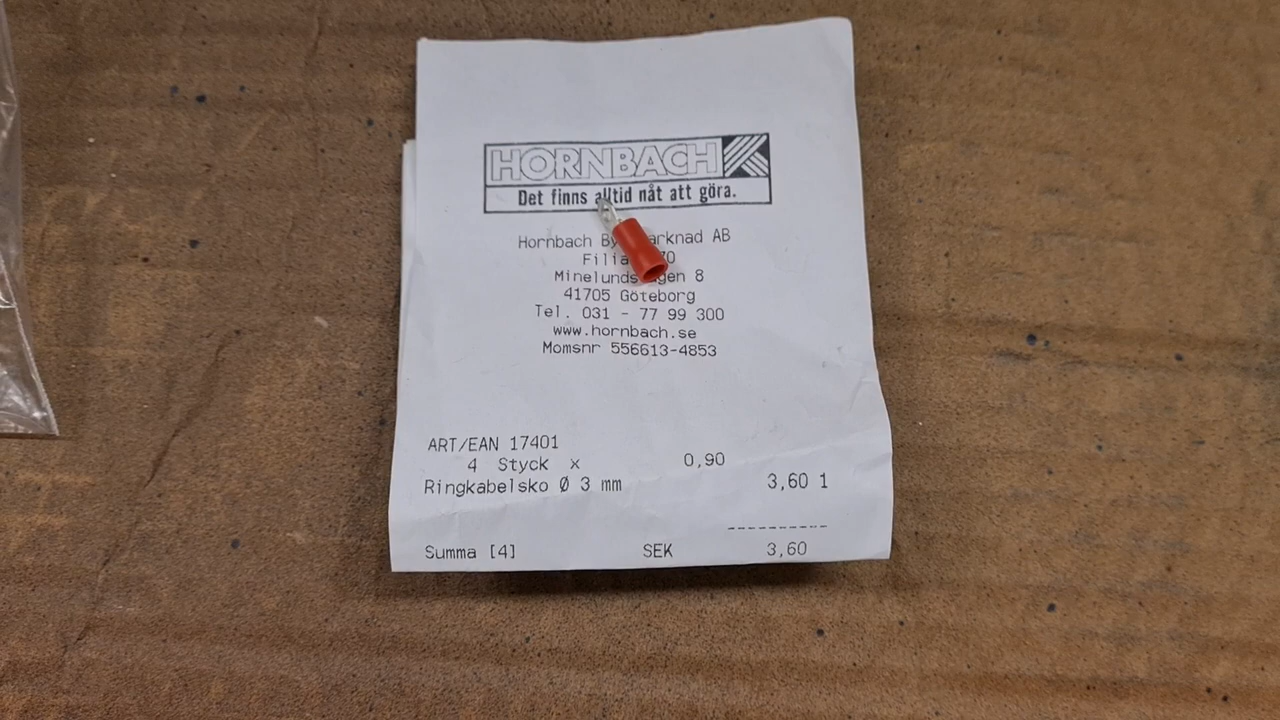 HORNBACH
Det finns alltid nåt att göra.
Hornbach By arknad AB
Filia 70
Minelunds gen 8
41705 Göteborg
Tel. 031 - 77 99 300
www.hornbach.se
Momsnr 556613-4853
ART/EAN 17401
4 Styck x 0,90
Ringkabelsko Ø 3 mm 3,60 1
----------
Summa [4] SEK 3,60